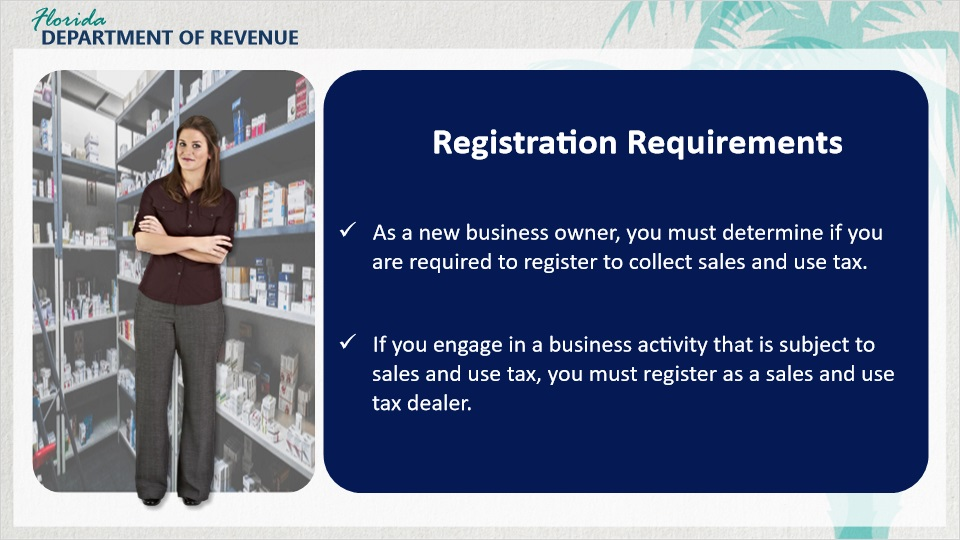 Florida
DEPARTMENT OF REVENUE
Registration Requirements
✓ As a new business owner, you must determine if you
are required to register to collect sales and use tax.
✓ If you engage in a business activity that is subject to
sales and use tax, you must register as a sales and use
tax dealer.